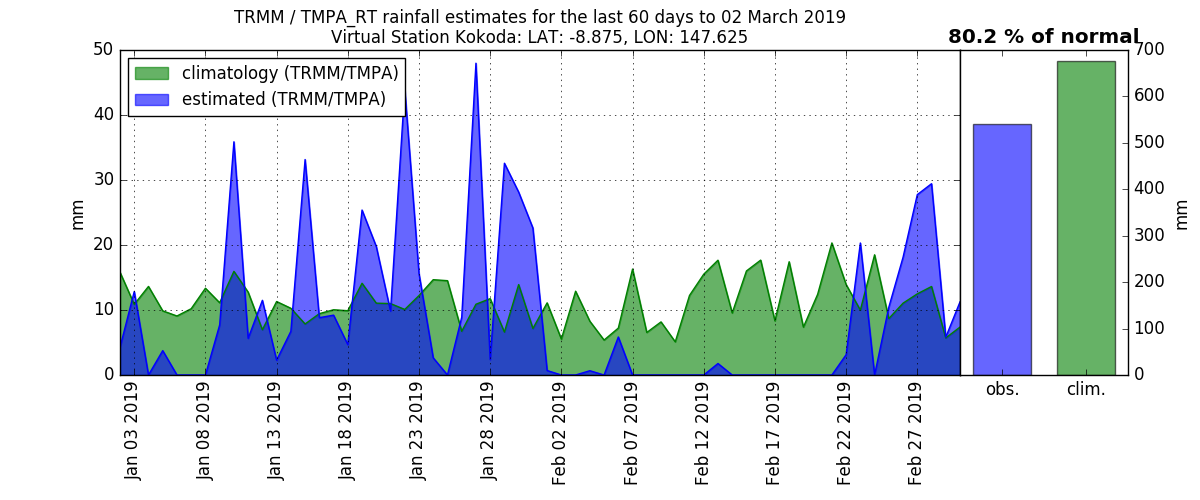 TRMM / TMPA_RT rainfall estimates for the last 60 days to 02 March 2019
Virtual Station Kokoda: LAT: -8.875, LON: 147.625
80.2 % of normal
climatology (TRMM/TMPA)
estimated (TRMM/TMPA)
50
40
30
20
10
0
mm
Jan 03 2019
Jan 08 2019
Jan 13 2019
Jan 18 2019
Jan 23 2019
Jan 28 2019
Feb 02 2019
Feb 07 2019
Feb 12 2019
Feb 17 2019
Feb 22 2019
Feb 27 2019
obs.
clim.
700
600
500
400
300
200
100
0
mm